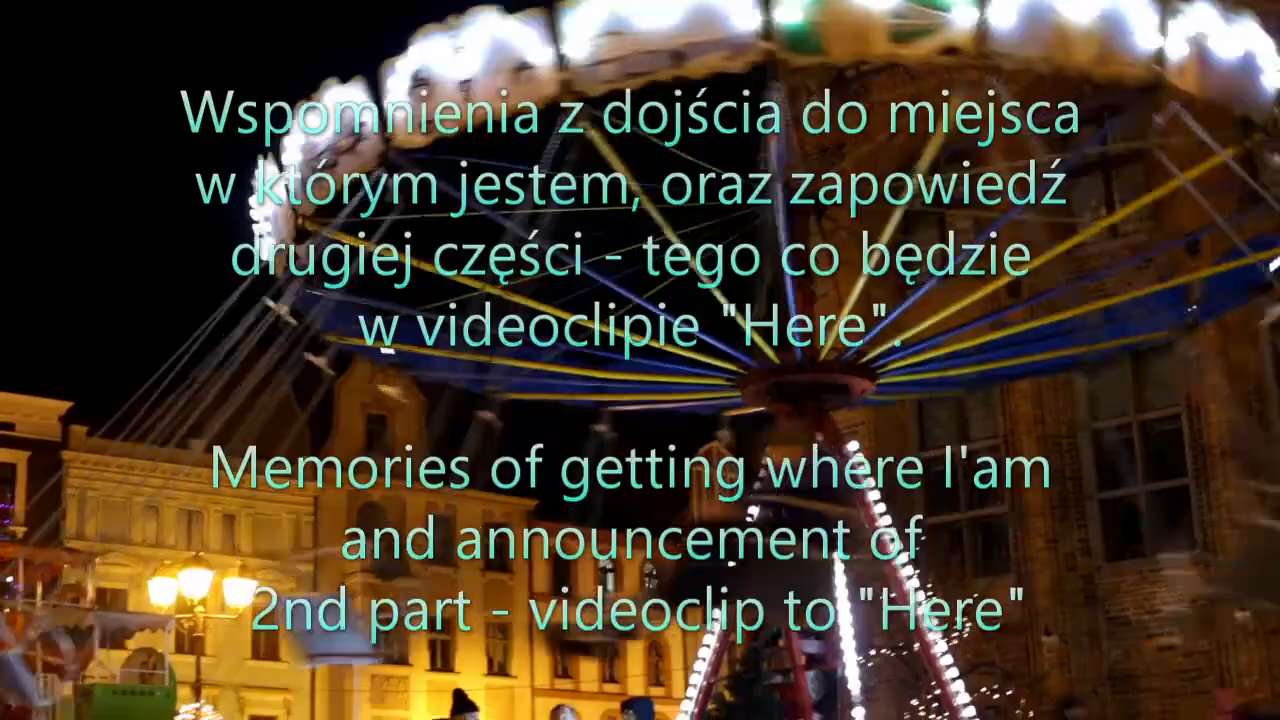 Wspomnienia z dojścia do miejsca
w którym jestem, oraz zapowiedź
drugiej części - tego co będzie
w videoclipie "Here".
Memories of getting where I'am
and announcement of
2nd part - videoclip to "Here"